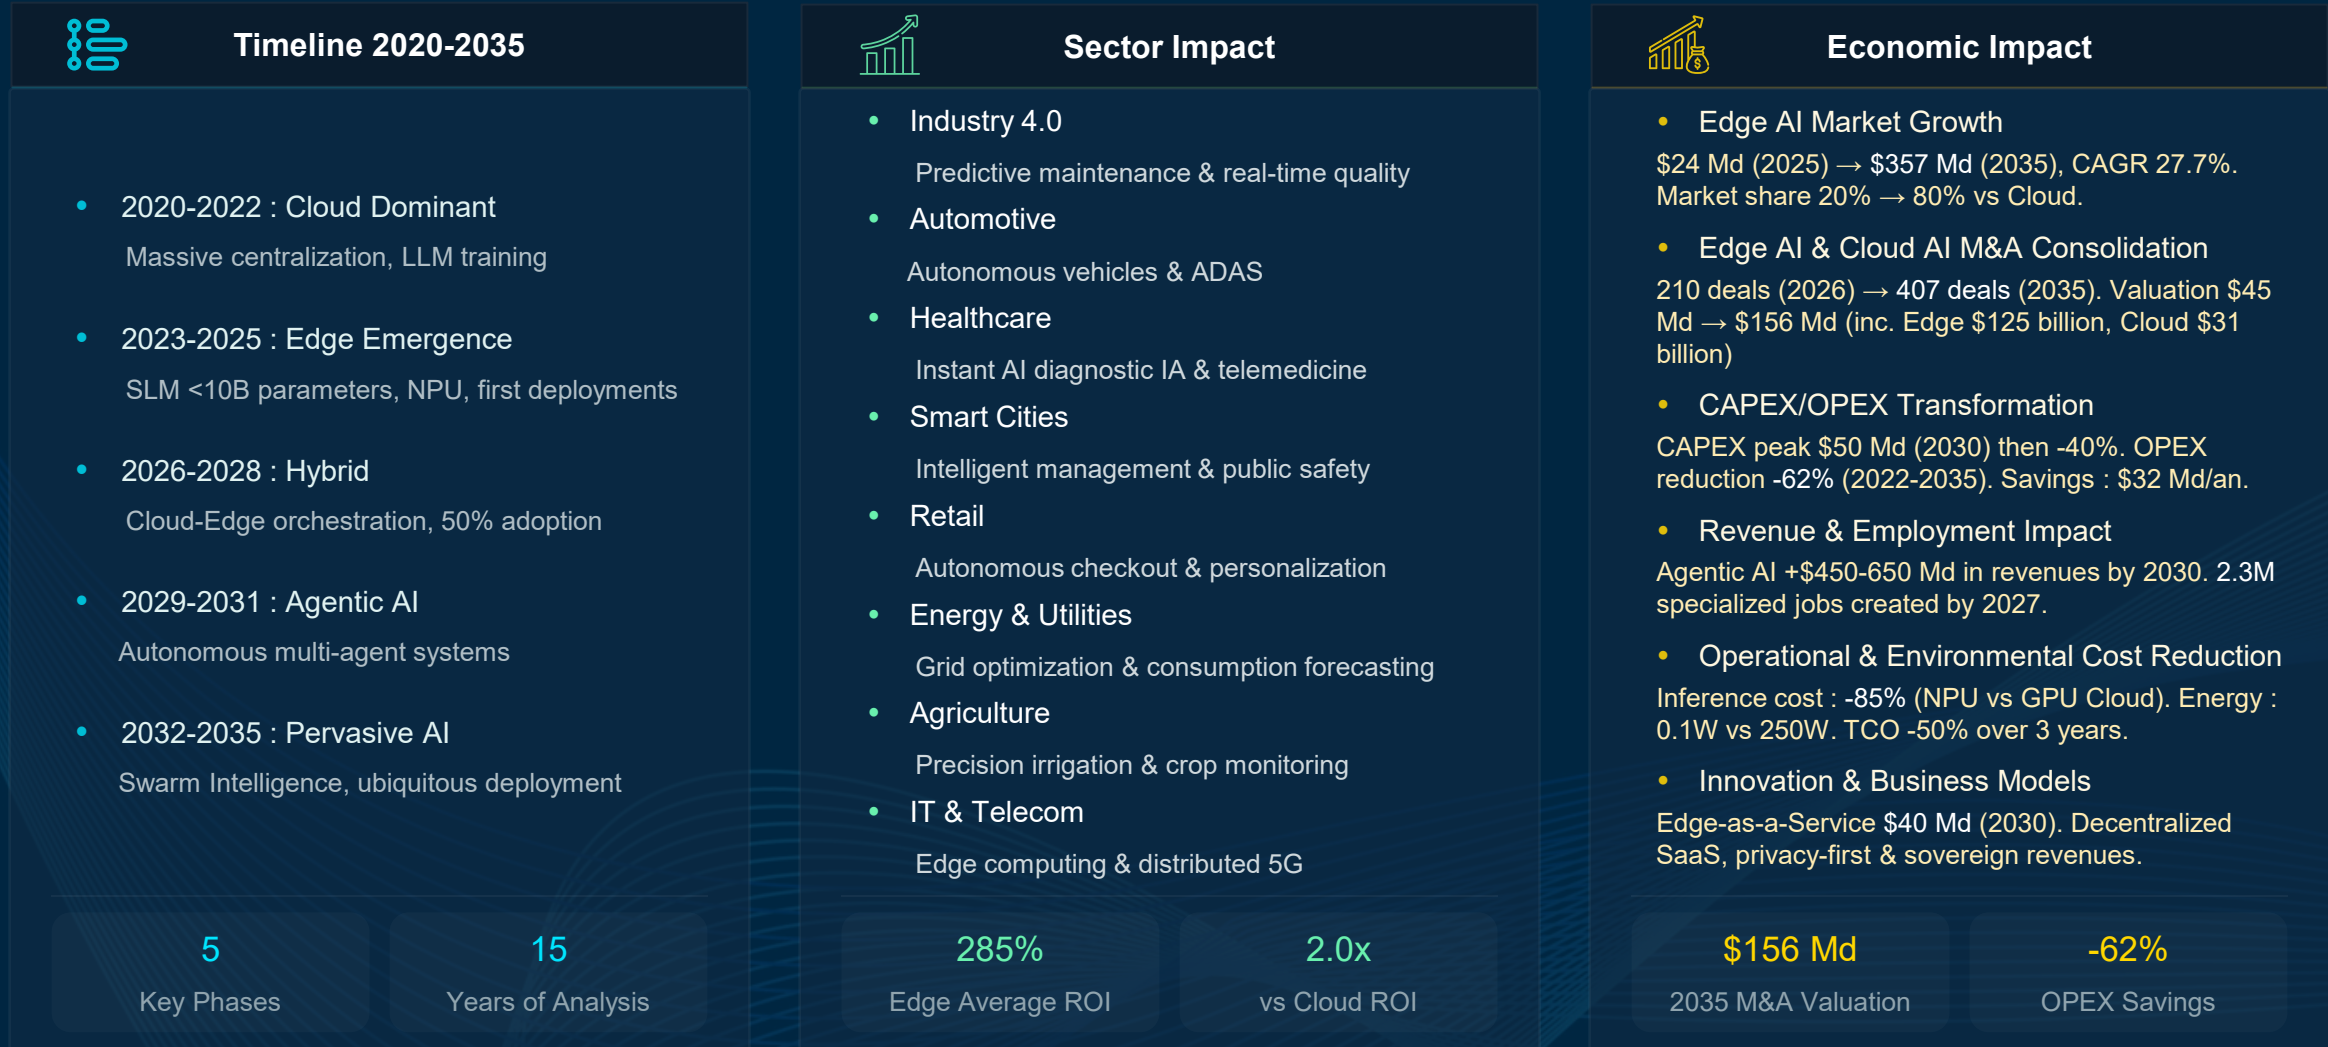 Timeline 2020-2035
• 2020-2022 : Cloud Dominant
Massive centralization, LLM training
• 2023-2025 : Edge Emergence
SLM <10B parameters, NPU, first deployments
• 2026-2028 : Hybrid
Cloud-Edge orchestration, 50% adoption
• 2029-2031 : Agentic AI
Autonomous multi-agent systems
• 2032-2035 : Pervasive AI
Swarm Intelligence, ubiquitous deployment
5
Key Phases
15
Years of Analysis
Sector Impact
• Industry 4.0
Predictive maintenance & real-time quality
• Automotive
Autonomous vehicles & ADAS
• Healthcare
Instant AI diagnostic IA & telemedicine
• Smart Cities
Intelligent management & public safety
• Retail
Autonomous checkout & personalization
• Energy & Utilities
Grid optimization & consumption forecasting
• Agriculture
Precision irrigation & crop monitoring
• IT & Telecom
Edge computing & distributed 5G
285%
Edge Average ROI
2.0x
vs Cloud ROI
Economic Impact
• Edge AI Market Growth
$24 Md (2025) → $357 Md (2035), CAGR 27.7%.
Market share 20% → 80% vs Cloud.
• Edge AI & Cloud AI M&A Consolidation
210 deals (2026) → 407 deals (2035). Valuation $45
Md → $156 Md (inc. Edge $125 billion, Cloud $31
billion)
• CAPEX/OPEX Transformation
CAPEX peak $50 Md (2030) then -40%. OPEX
reduction -62% (2022-2035). Savings : $32 Md/an.
• Revenue & Employment Impact
Agentic AI +$450-650 Md in revenues by 2030. 2.3M
specialized jobs created by 2027.
• Operational & Environmental Cost Reduction
Inference cost : -85% (NPU vs GPU Cloud). Energy :
0.1W vs 250W. TCO -50% over 3 years.
• Innovation & Business Models
Edge-as-a-Service $40 Md (2030). Decentralized
SaaS, privacy-first & sovereign revenues.
$156 Md
2035 M&A Valuation
-62%
OPEX Savings